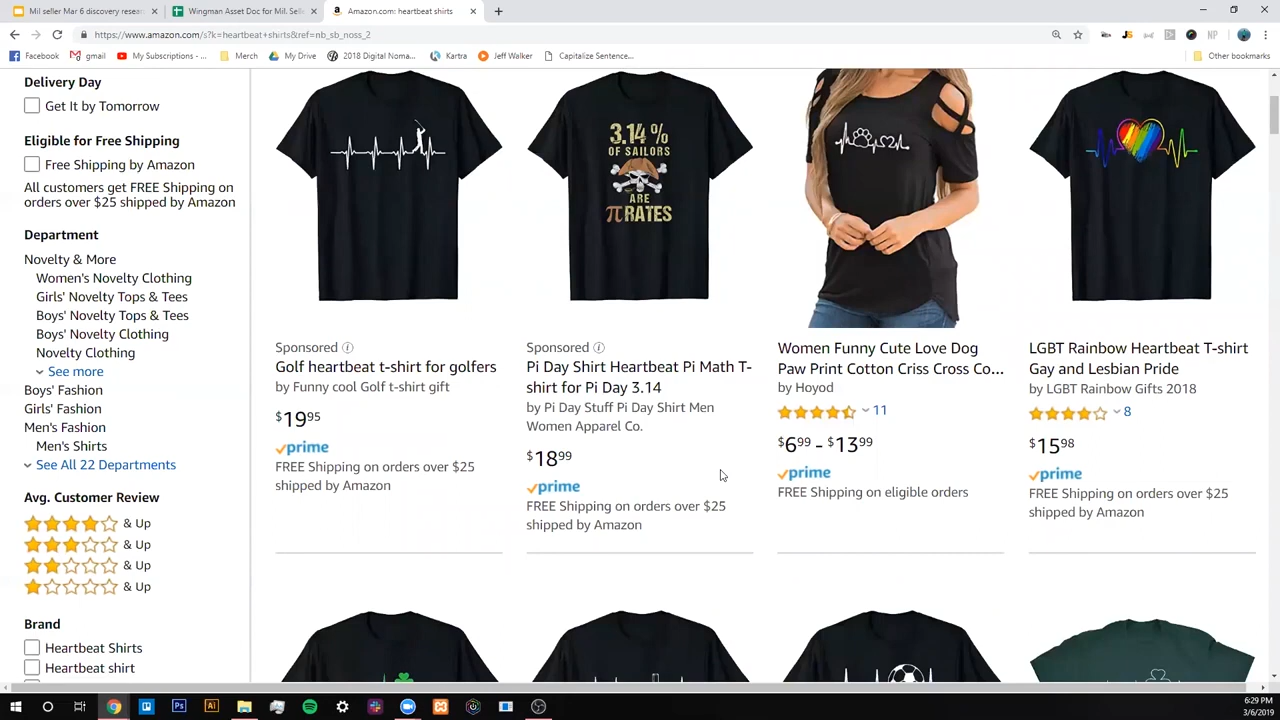 Mil seller Mar 6 discovery resear
Wingman Asset Doc for Mil. Selle
Amazon.com: heartbeat shirts
https://www.amazon.com/s?k=heartbeat+shirts&ref=nb_sb_noss_2
Facebook
gmail
My Subscriptions - ...
Merch
My Drive
2018 Digital Noma...
Kartra
Jeff Walker
Capitalize Sentence...
Other bookmarks
Delivery Day
Get It by Tomorrow
Eligible for Free Shipping
Free Shipping by Amazon
All customers get FREE Shipping on
orders over $25 shipped by Amazon
Department
Novelty & More
Women's Novelty Clothing
Girls' Novelty Tops & Tees
Boys' Novelty Tops & Tees
Boys' Novelty Clothing
Novelty Clothing
See more
Boys' Fashion
Girls' Fashion
Men's Fashion
Men's Shirts
See All 22 Departments
Avg. Customer Review
& Up
& Up
& Up
& Up
Brand
Heartbeat Shirts
Heartbeat shirt
Sponsored
Golf heartbeat t-shirt for golfers
by Funny cool Golf t-shirt gift
$19 95
prime
FREE Shipping on orders over $25
shipped by Amazon
3.14 %
OF SAILORS
ARE
πRATES
Sponsored
Pi Day Shirt Heartbeat Pi Math T-
shirt for Pi Day 3.14
by Pi Day Stuff Pi Day Shirt Men
Women Apparel Co.
$18 99
prime
FREE Shipping on orders over $25
shipped by Amazon
Women Funny Cute Love Dog
Paw Print Cotton Criss Cross Co...
by Hoyod
11
$6 99 - $13 99
prime
FREE Shipping on eligible orders
LGBT Rainbow Heartbeat T-shirt
Gay and Lesbian Pride
by LGBT Rainbow Gifts 2018
8
$15 98
prime
FREE Shipping on orders over $25
shipped by Amazon
6:29 PM
3/6/2019